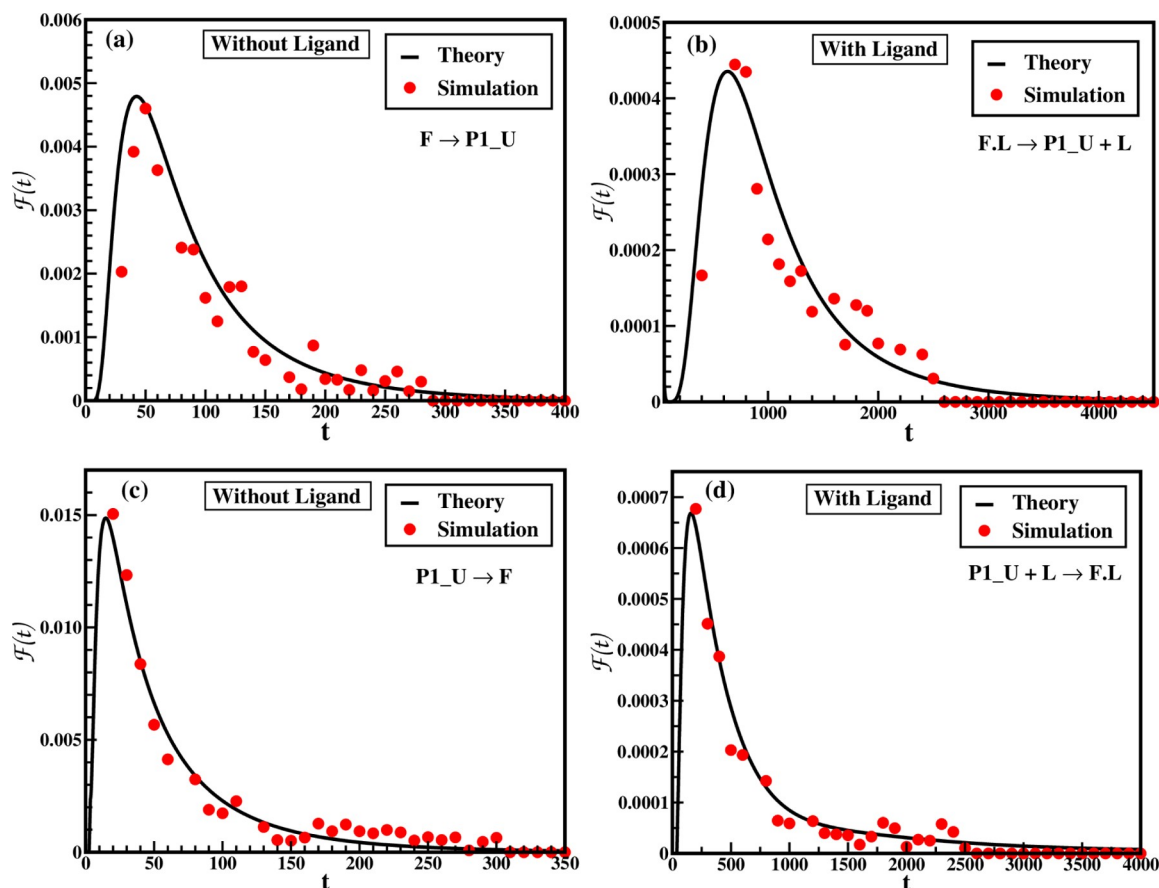 (a)
Without Ligand
Theory
Simulation
F → P1_U
ℱ(t)
0.006
0.005
0.004
0.003
0.002
0.001
0
0 50 100 150 200 250 300 350 400
t
(b)
With Ligand
Theory
Simulation
F.L → P1_U + L
ℱ(t)
0.0005
0.0004
0.0003
0.0002
0.0001
0
1000 2000 3000 4000
t
(c)
Without Ligand
Theory
Simulation
P1_U → F
ℱ(t)
0.015
0.010
0.005
0
0 50 100 150 200 250 300 350
t
(d)
With Ligand
Theory
Simulation
P1_U + L → F.L
ℱ(t)
0.0007
0.0006
0.0005
0.0004
0.0003
0.0002
0.0001
0
0 500 1000 1500 2000 2500 3000 3500 4000
t